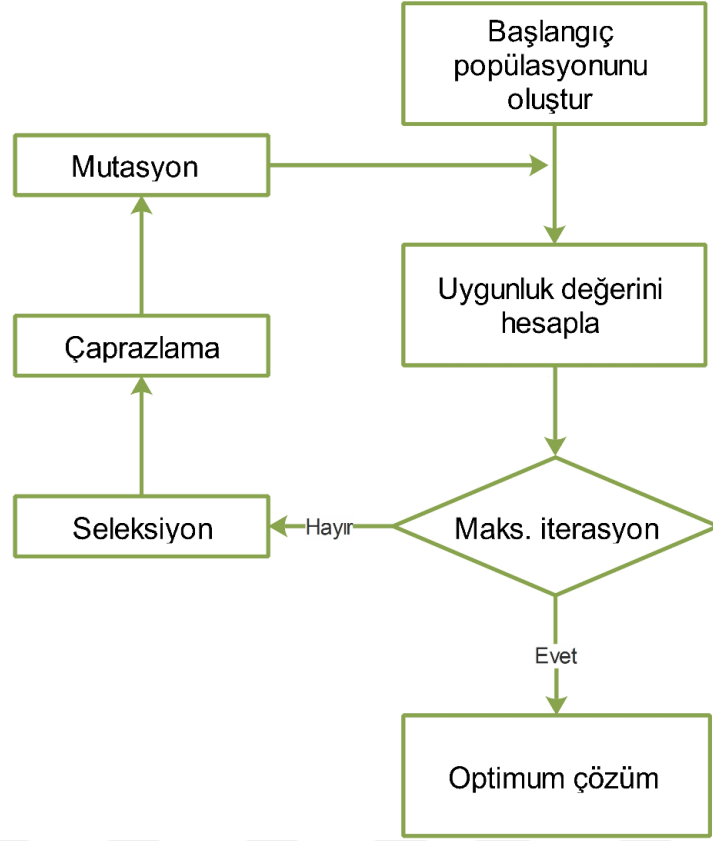 Başlangıç
popülasyonunu
oluştur
Mutasyon
Uygunluk değerini
hesapla
Çaprazlama
Seleksiyon
Hayır
Maks. iterasyon
Evet
Optimum çözüm